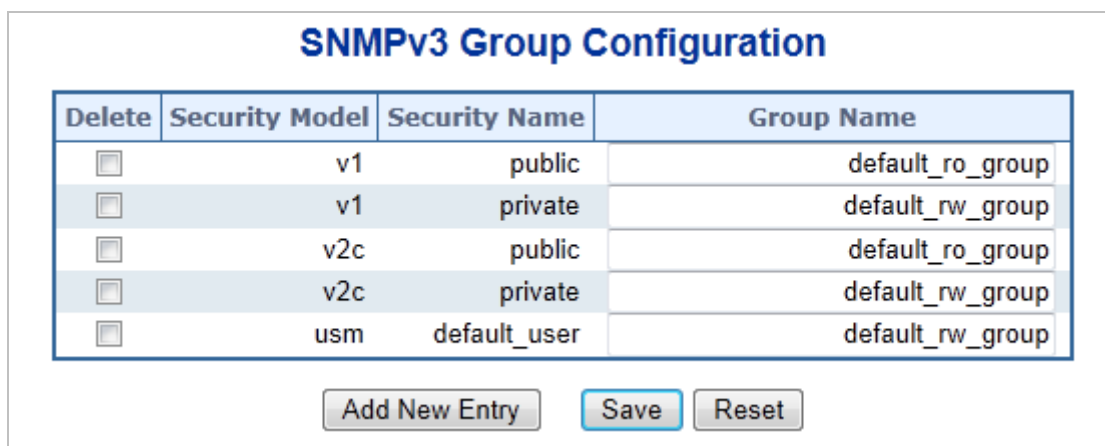 SNMPv3 Group Configuration
Delete Security Model Security Name Group Name
v1 public default_ro_group
v1 private default_rw_group
v2c public default_ro_group
v2c private default_rw_group
usm default_user default_rw_group
Add New Entry Save Reset